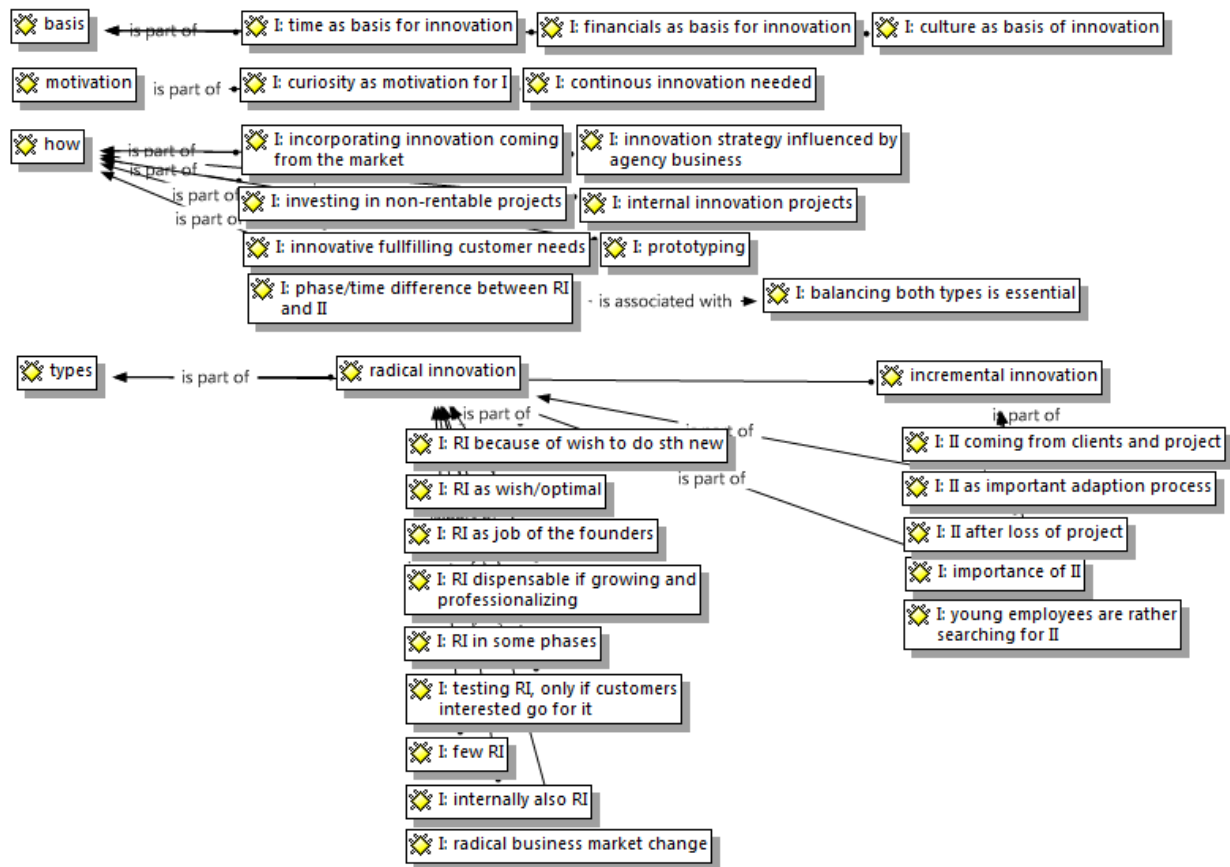 basis
is part of
I: time as basis for innovation
I: financials as basis for innovation
I: culture as basis of innovation
motivation
is part of
I: curiosity as motivation for I
I: continous innovation needed
how
is part of
I: incorporating innovation coming
from the market
I: innovation strategy influenced by
agency business
is part of
is part of
I: investing in non-rentable projects
I: internal innovation projects
is part of
I: innovative fullfilling customer needs
I: prototyping
I: phase/time difference between RI
and II
is associated with
I: balancing both types is essential
types
is part of
radical innovation
incremental innovation
is part of
is part of
is part of
is part of
I: RI because of wish to do sth new
I: RI as wish/optimal
I: RI as job of the founders
I: RI dispensable if growing and
professionalizing
I: RI in some phases
I: testing RI, only if customers
interested go for it
I: few RI
I: internally also RI
I: radical business market change
I: II coming from clients and project
I: II as important adaption process
I: II after loss of project
I: importance of II
I: young employees are rather
searching for II